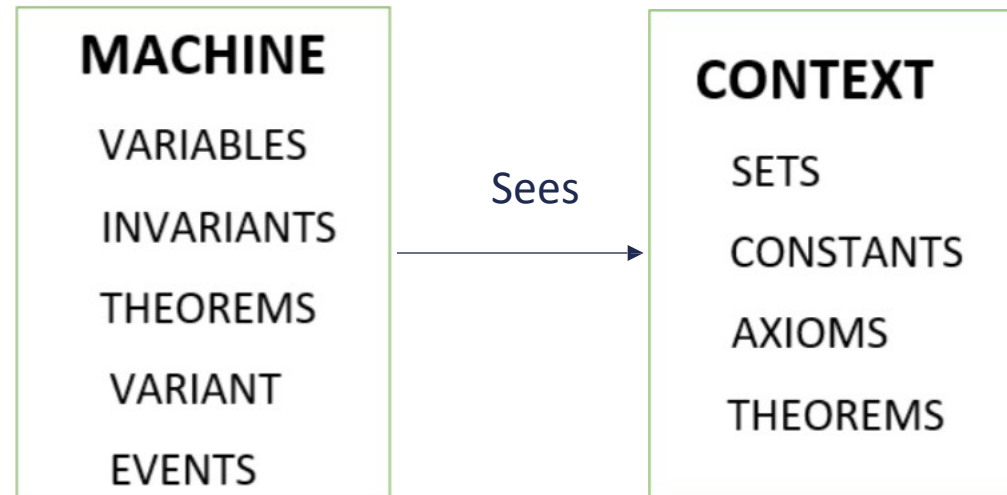 MACHINE
VARIABLES
INVARIANTS
THEOREMS
VARIANT
EVENTS
Sees
CONTEXT
SETS
CONSTANTS
AXIOMS
THEOREMS